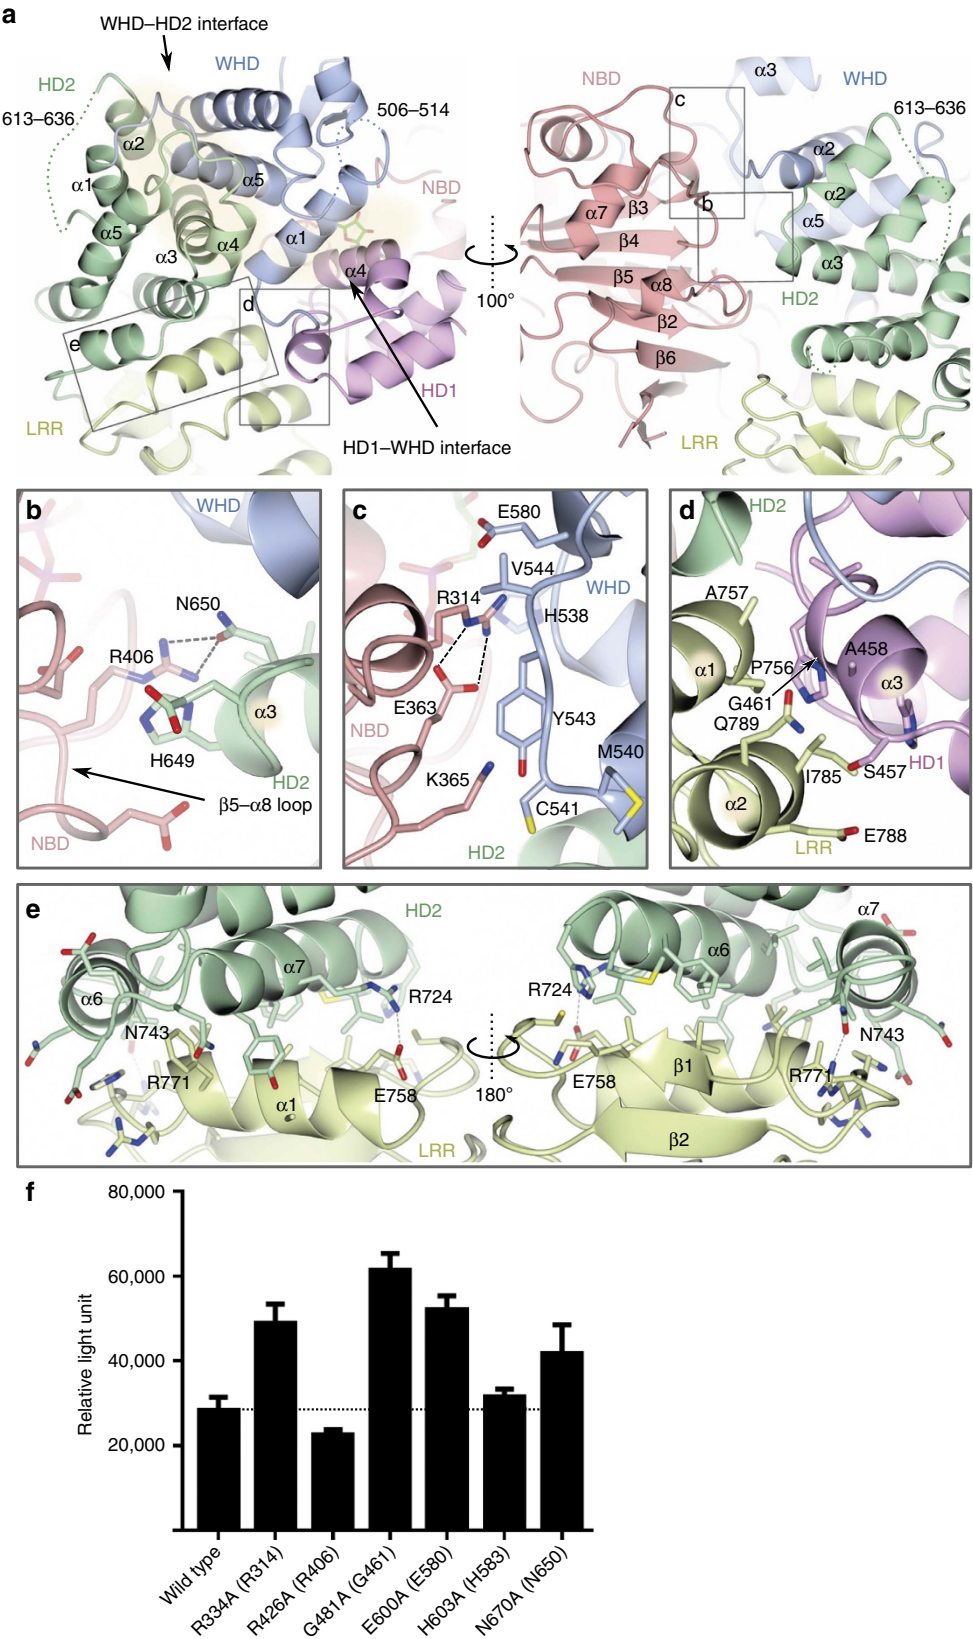 a
WHD–HD2 interface
HD2
WHD
613–636
506–514
α2
α1
α5
α5
α3
α4
α1
α4
NBD
d
e
HD1
LRR
HD1–WHD interface
100°
NBD
α3
WHD
c
613–636
α2
α2
b
α7
β3
α5
β4
α3
β5
α8
HD2
β2
β6
LRR
b
WHD
N650
R406
α3
H649
HD2
β5–α8 loop
NBD
c
E580
V544
WHD
R314
H538
E363
Y543
NBD
M540
K365
C541
HD2
d
HD2
A757
A458
α1
P756
α3
G461
Q789
I785
S457
HD1
α2
E788
LRR
e
HD2
α7
α7
α6
α6
R724
R724
N743
N743
β1
R771
E758
E758
R771
180°
α1
β2
LRR
f
80,000
60,000
40,000
20,000
Relative light unit
Wild type
R334A (R314)
R426A (R406)
G481A (G461)
E600A (E580)
H603A (H583)
N670A (N650)